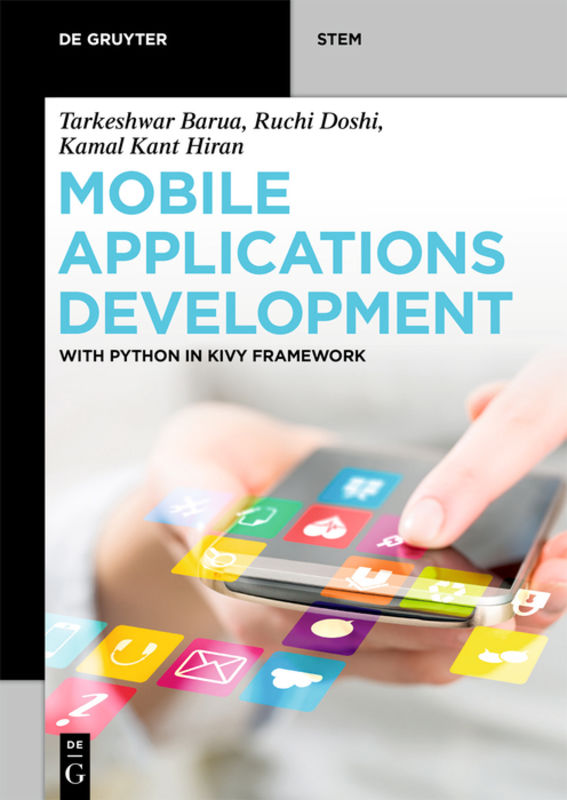 DE GRUYTER
STEM
Tarkeshwar Barua, Ruchi Doshi,
Kamal Kant Hiran
MOBILE
APPLICATIONS
DEVELOPMENT
WITH PYTHON IN KIVY FRAMEWORK
i
DE
G